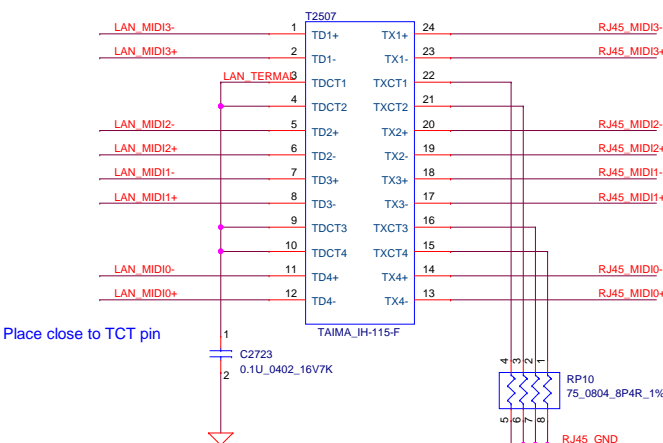 T2507
LAN_MIDI3- 1 TD1+ TX1+ 24 RJ45_MIDI3-
LAN_MIDI3+ 2 TD1- TX1- 23 RJ45_MIDI3+
LAN_TERMAL 3 TDCT1 TXCT1 22
4 TDCT2 TXCT2 21
LAN_MIDI2- 5 TD2+ TX2+ 20 RJ45_MIDI2-
LAN_MIDI2+ 6 TD2- TX2- 19 RJ45_MIDI2+
LAN_MIDI1- 7 TD3+ TX3+ 18 RJ45_MIDI1-
LAN_MIDI1+ 8 TD3- TX3- 17 RJ45_MIDI1+
9 TDCT3 TXCT3 16
10 TDCT4 TXCT4 15
LAN_MIDI0- 11 TD4+ TX4+ 14 RJ45_MIDI0-
LAN_MIDI0+ 12 TD4- TX4- 13 RJ45_MIDI0+
TAIMA_IH-115-F
Place close to TCT pin
1
C2723
0.1U_0402_16V7K
2
4 3 2 1
RP10
75_0804_8P4R_1%
5 6 7 8
RJ45_GND